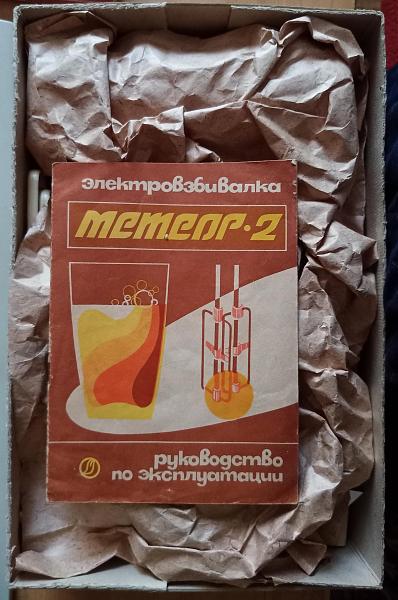 электровзбивалка
метеор·2
руководство
по эксплуатации